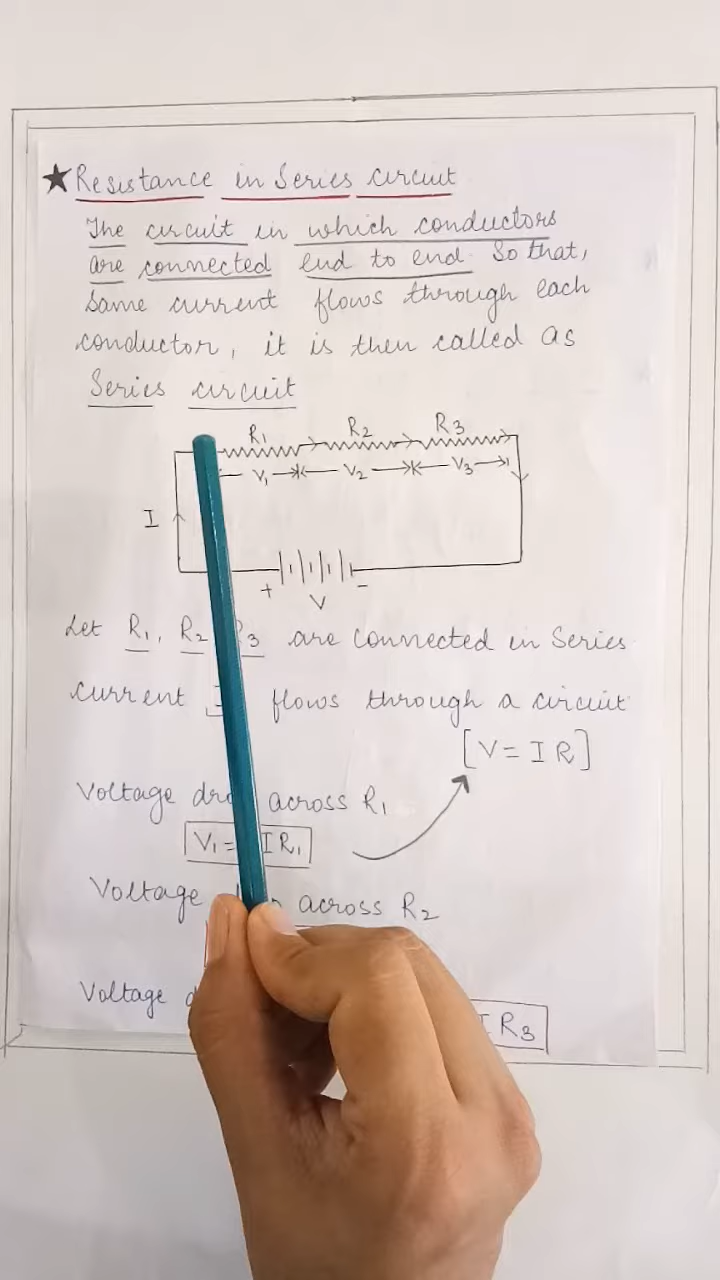 ★ Resistance in Series circuit
The circuit in which conductors
are connected end to end. So that,
same current flows through each
conductor, it is then called as
Series circuit
R1 R2 R3
V1 V2 V3
I
+ -
V
Let R1, R2 R3 are connected in Series
current I flows through a circuit
[V = I R]
Voltage across R1
V1 = IR1
Voltage across R2
Voltage
I R3